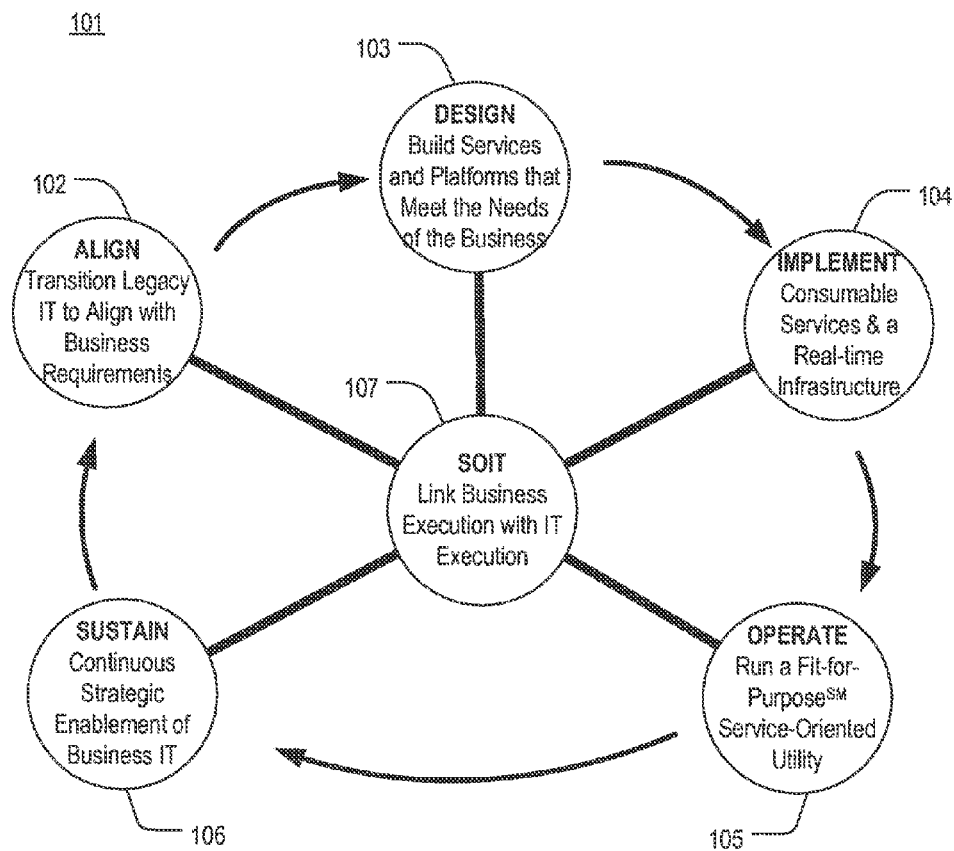 101
103
DESIGN
Build Services
and Platforms that
Meet the Needs
of the Business
102
ALIGN
Transition Legacy
IT to Align with
Business
Requirements
104
IMPLEMENT
Consumable
Services & a
Real-time
Infrastructure
107
SOIT
Link Business
Execution with IT
Execution
SUSTAIN
Continuous
Strategic
Enablement of
Business IT
106
OPERATE
Run a Fit-for-
Purpose℠
Service-Oriented
Utility
105